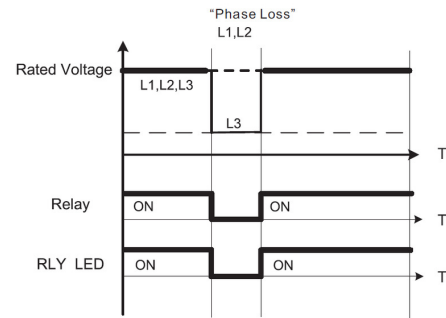 "Phase Loss"
L1,L2
Rated Voltage
L1,L2,L3
L3
T
Relay
ON
ON
T
RLY LED
ON
ON
T